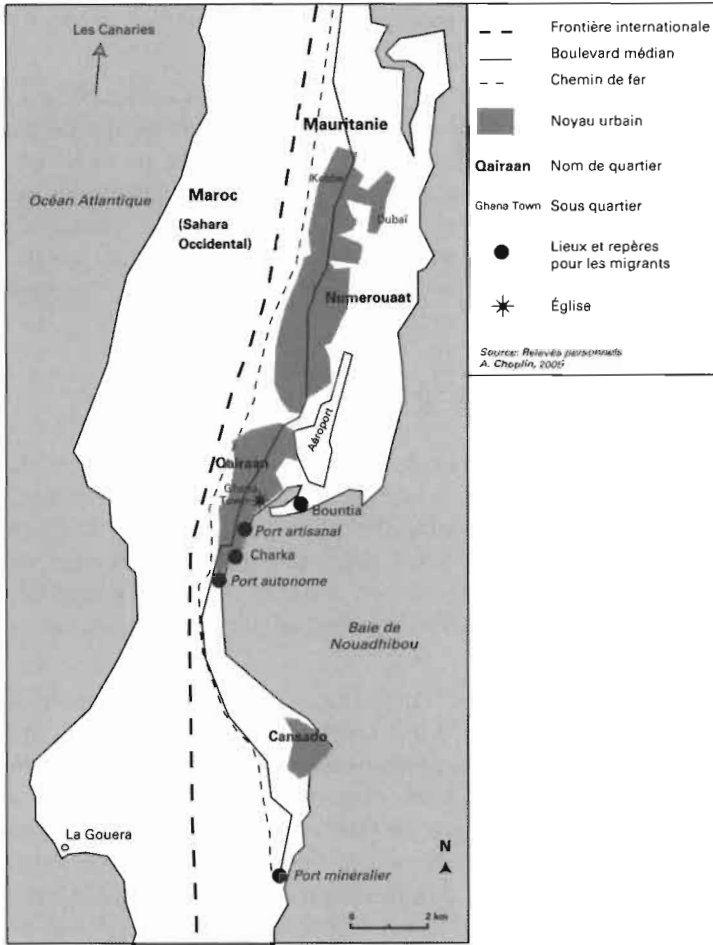 Les Canaries
Océan Atlantique
Maroc
(Sahara
Occidental)
Mauritanie
Dubaï
Numerouaat
Aéroport
Qairaan
Ghana
Town
Bountia
Port artisanal
Charka
Port autonome
Baie de
Nouadhibou
Cansado
La Gouera
Port minéralier
N
0 2 km
Frontière internationale
Boulevard médian
Chemin de fer
Noyau urbain
Qairaan Nom de quartier
Ghana Town Sous quartier
Lieux et repères
pour les migrants
Église
Source: Relevés personnels
A. Choplin, 2005